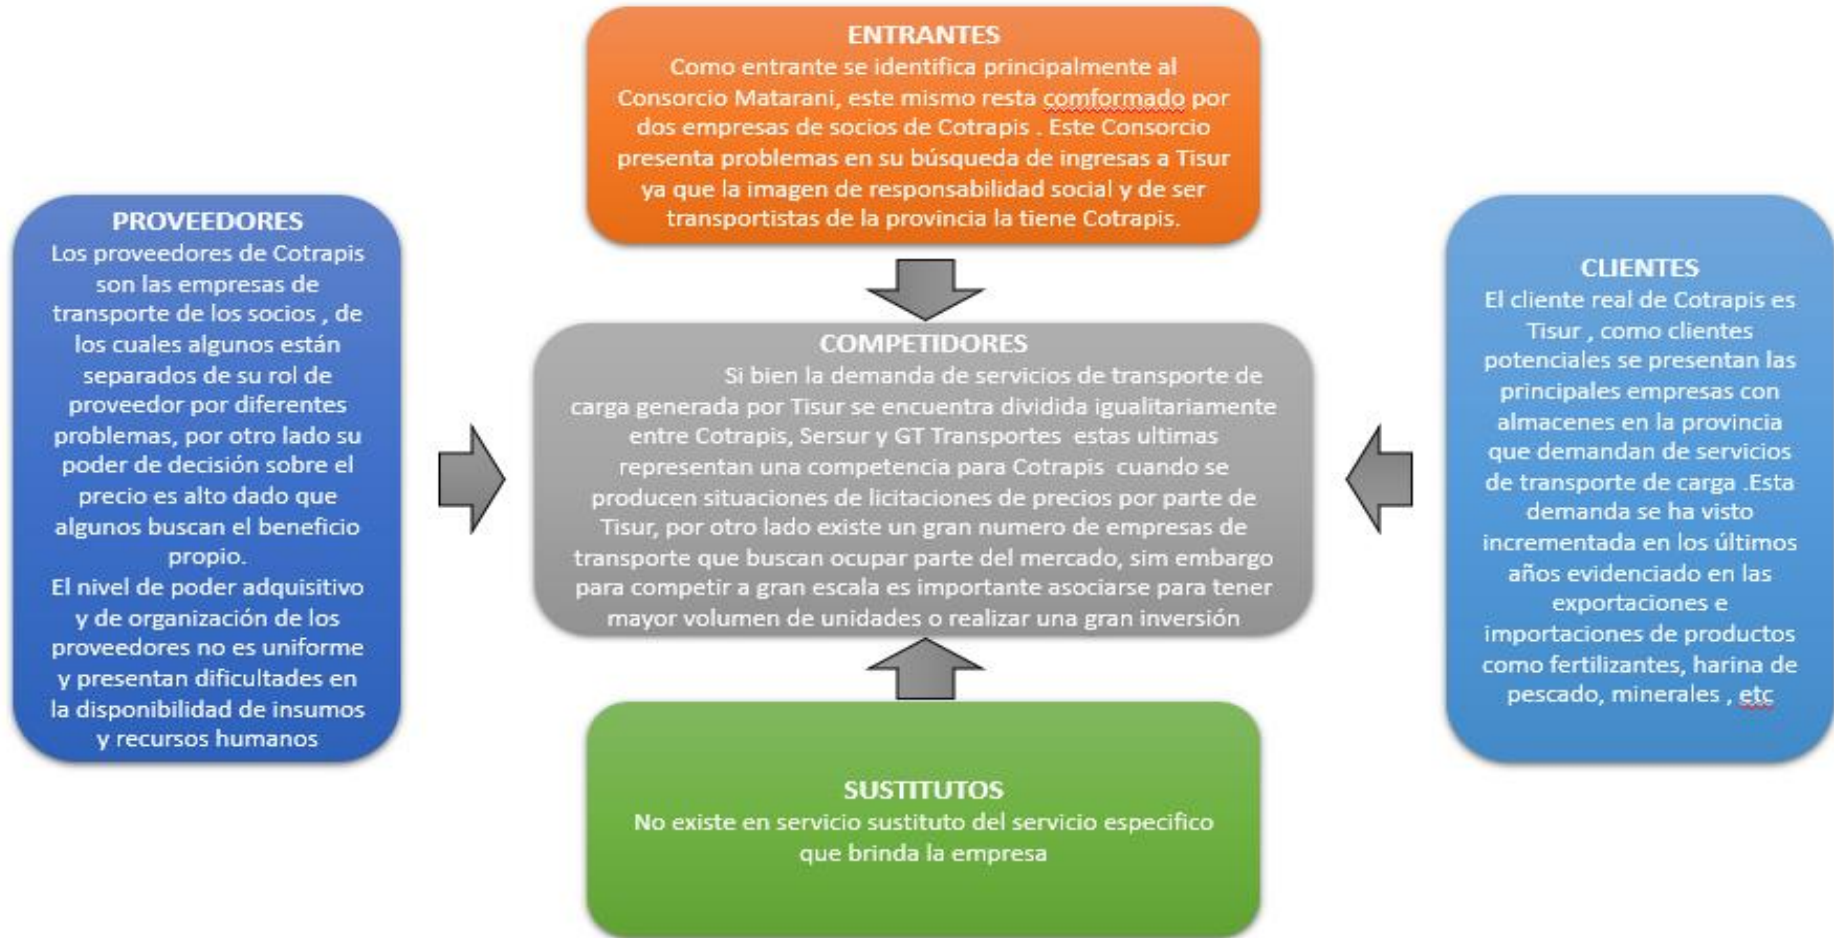 ENTRANTES
Como entrante se identifica principalmente al
Consorcio Matarani, este mismo resta comformado por
dos empresas de socios de Cotrapis . Este Consorcio
presenta problemas en su búsqueda de ingresas a Tisur
ya que la imagen de responsabilidad social y de ser
transportistas de la provincia la tiene Cotrapis.
PROVEEDORES
Los proveedores de Cotrapis
son las empresas de
transporte de los socios , de
los cuales algunos están
separados de su rol de
proveedor por diferentes
problemas, por otro lado su
poder de decisión sobre el
precio es alto dado que
algunos buscan el beneficio
propio.
El nivel de poder adquisitivo
y de organización de los
proveedores no es uniforme
y presentan dificultades en
la disponibilidad de insumos
y recursos humanos
COMPETIDORES
Si bien la demanda de servicios de transporte de
carga generada por Tisur se encuentra dividida igualitariamente
entre Cotrapis, Sersur y GT Transportes estas ultimas
representan una competencia para Cotrapis cuando se
producen situaciones de licitaciones de precios por parte de
Tisur, por otro lado existe un gran numero de empresas de
transporte que buscan ocupar parte del mercado, sim embargo
para competir a gran escala es importante asociarse para tener
mayor volumen de unidades o realizar una gran inversión
CLIENTES
El cliente real de Cotrapis es
Tisur , como clientes
potenciales se presentan las
principales empresas con
almacenes en la provincia
que demandan de servicios
de transporte de carga .Esta
demanda se ha visto
incrementada en los últimos
años evidenciado en las
exportaciones e
importaciones de productos
como fertilizantes, harina de
pescado, minerales , etc
SUSTITUTOS
No existe en servicio sustituto del servicio especifico
que brinda la empresa